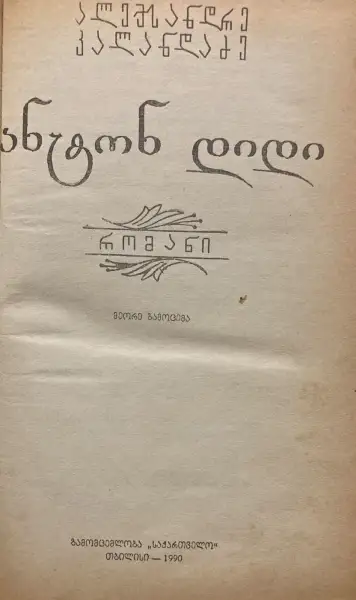 ალექსანდრე
კალანდაძე
ანტონ დიდი
რომანი
მეორე გამოცემა
გამომცემლობა „საქართველო“
თბილისი — 1990